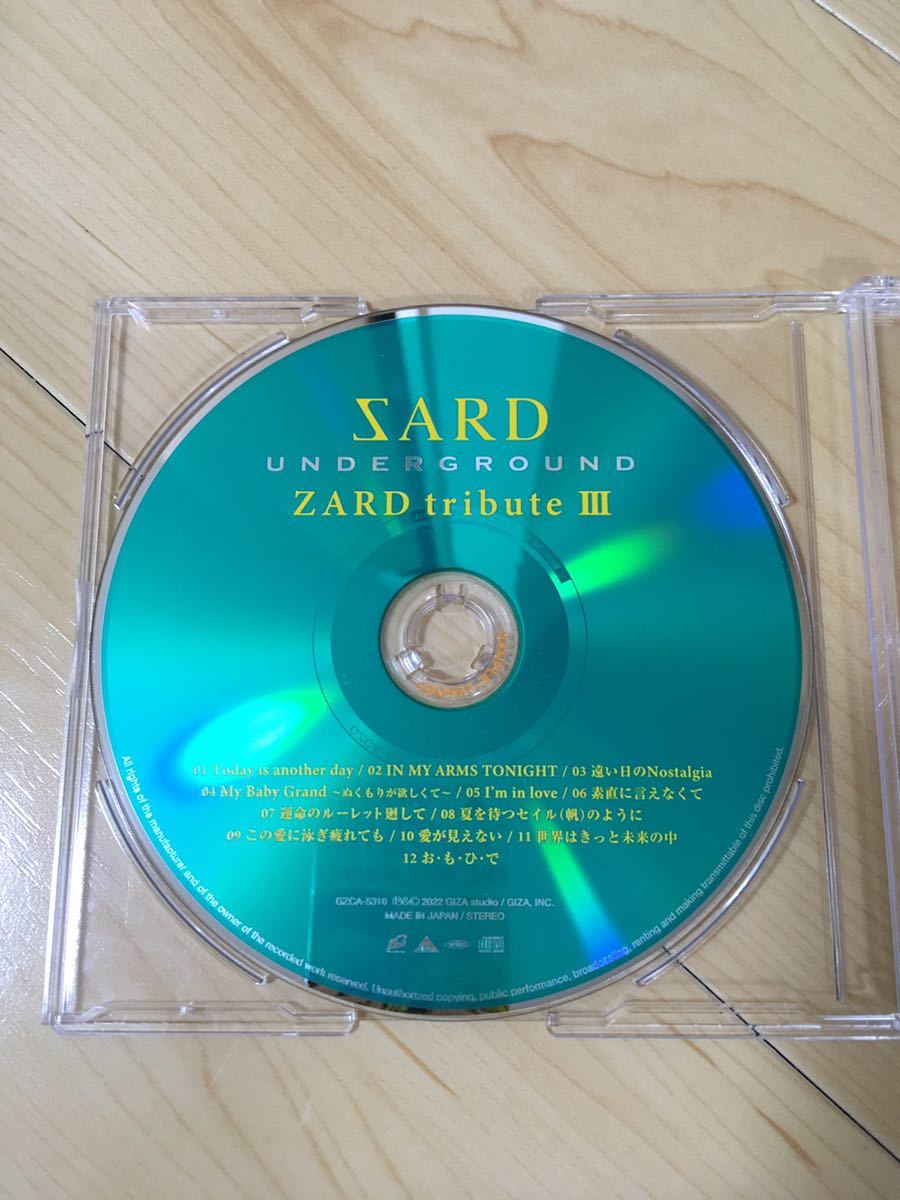 ZARD
UNDERGROUND
ZARD tribute III
01 Today is another day / 02 IN MY ARMS TONIGHT / 03 遠い日のNostalgia
04 My Baby Grand ～ぬくもりが欲しくて～ / 05 I'm in love / 06 素直に言えなくて
07 運命のルーレット廻して / 08 夏を待つセイル(帆)のように
09 この愛に泳ぎ疲れても / 10 愛が見えない / 11 世界はきっと未来の中
12 お・も・ひ・で
GZCA-5310 ℗&© 2022 GIZA studio / GIZA, INC.
MADE IN JAPAN / STEREO
All rights of the manufacturer and of the owner of the recorded work reserved. Unauthorized copying, public performance, broadcasting, renting and making transmittable of this disc prohibited.